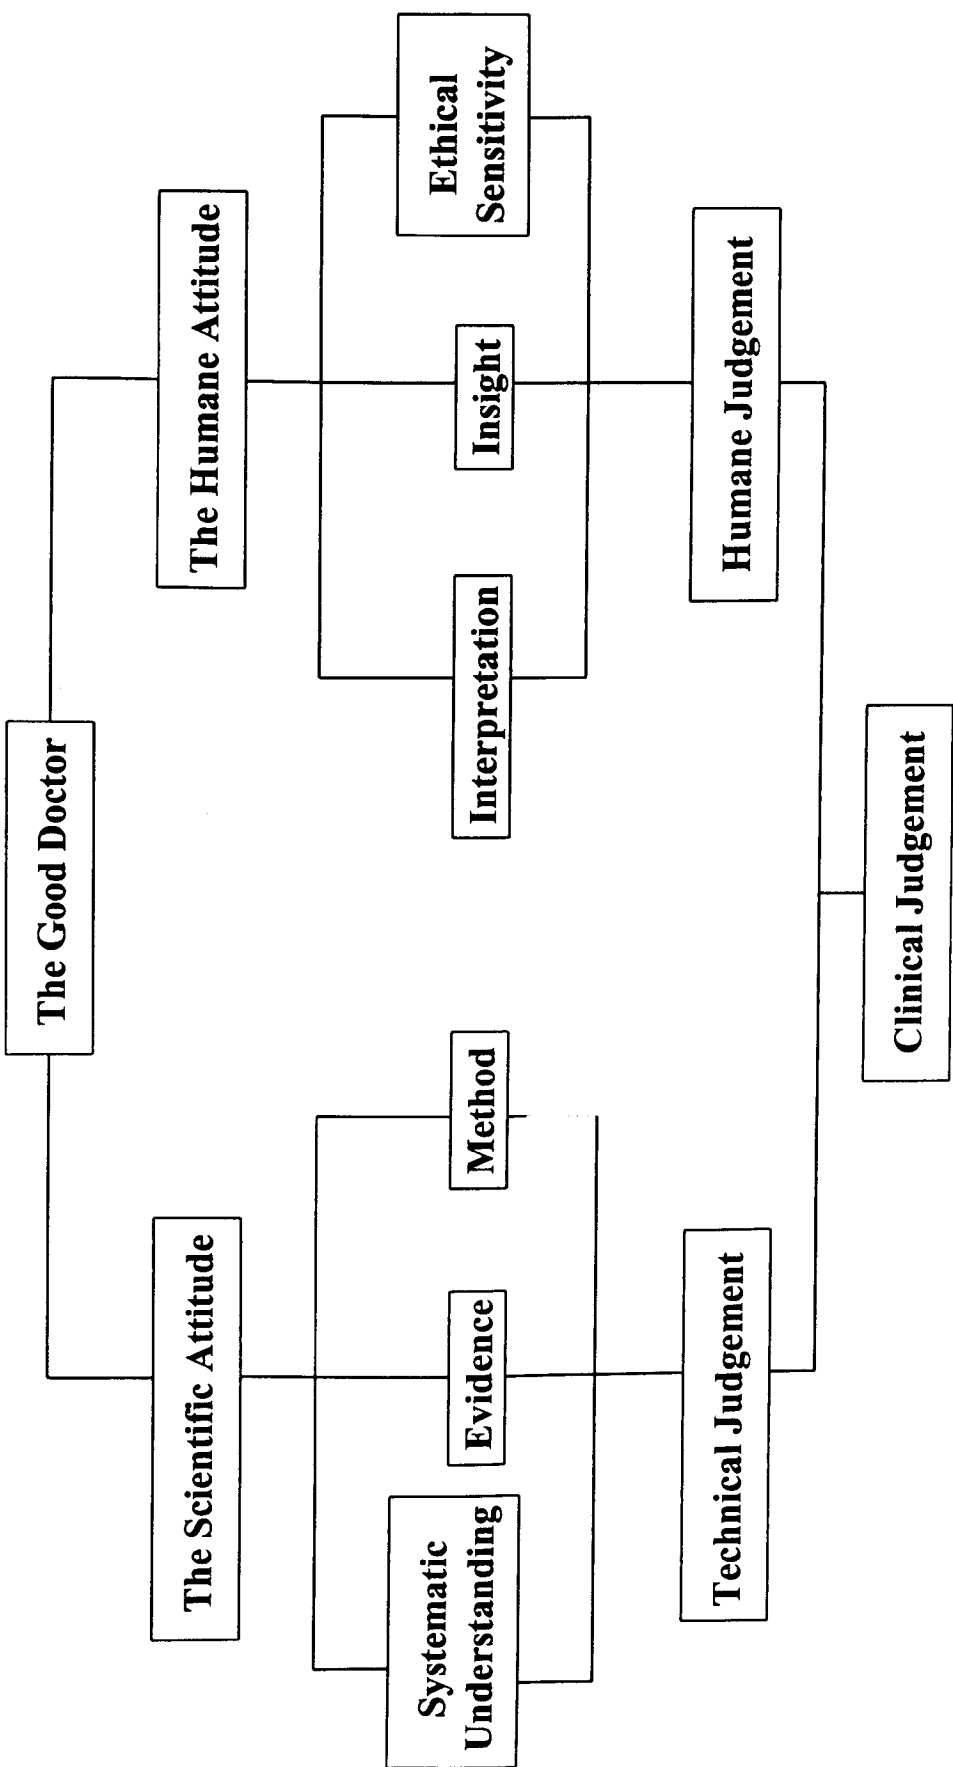 The Good Doctor
The Scientific Attitude
The Humane Attitude
Systematic
Understanding
Evidence
Method
Interpretation
Insight
Ethical
Sensitivity
Technical Judgement
Humane Judgement
Clinical Judgement